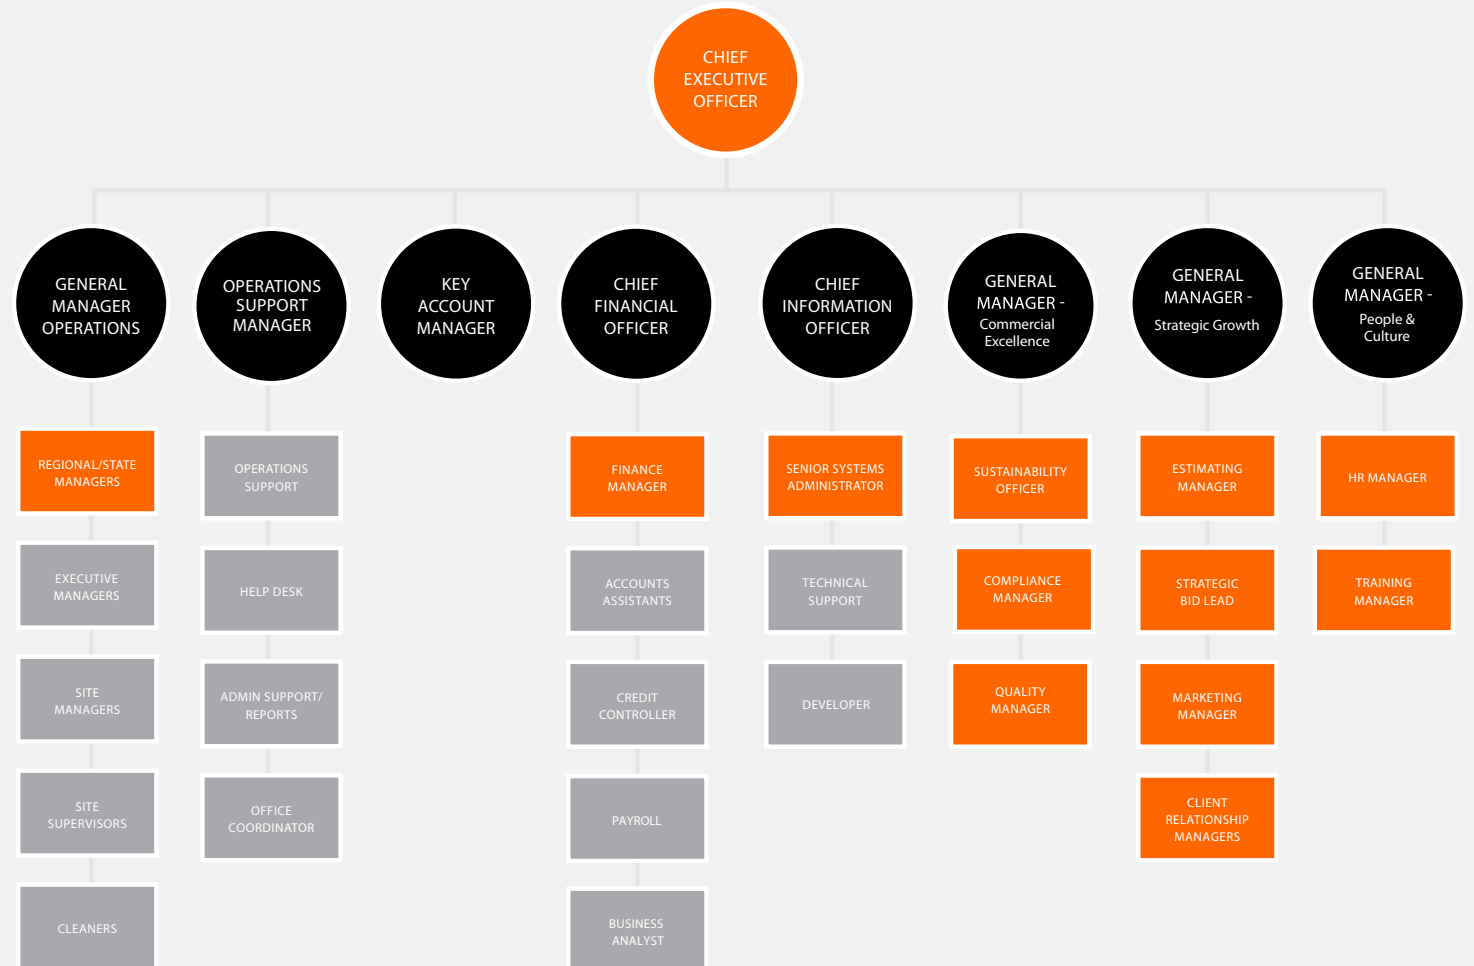 CHIEF
EXECUTIVE
OFFICER
GENERAL
MANAGER
OPERATIONS
OPERATIONS
SUPPORT
MANAGER
KEY
ACCOUNT
MANAGER
CHIEF
FINANCIAL
OFFICER
CHIEF
INFORMATION
OFFICER
GENERAL
MANAGER -
Commercial
Excellence
GENERAL
MANAGER -
Strategic Growth
GENERAL
MANAGER -
People &
Culture
REGIONAL/STATE
MANAGERS
OPERATIONS
SUPPORT
FINANCE
MANAGER
SENIOR SYSTEMS
ADMINISTRATOR
SUSTAINABILITY
OFFICER
ESTIMATING
MANAGER
HR MANAGER
EXECUTIVE
MANAGERS
HELP DESK
ACCOUNTS
ASSISTANTS
TECHNICAL
SUPPORT
COMPLIANCE
MANAGER
STRATEGIC
BID LEAD
TRAINING
MANAGER
SITE
MANAGERS
ADMIN SUPPORT/
REPORTS
CREDIT
CONTROLLER
DEVELOPER
QUALITY
MANAGER
MARKETING
MANAGER
SITE
SUPERVISORS
OFFICE
COORDINATOR
PAYROLL
CLIENT
RELATIONSHIP
MANAGERS
CLEANERS
BUSINESS
ANALYST